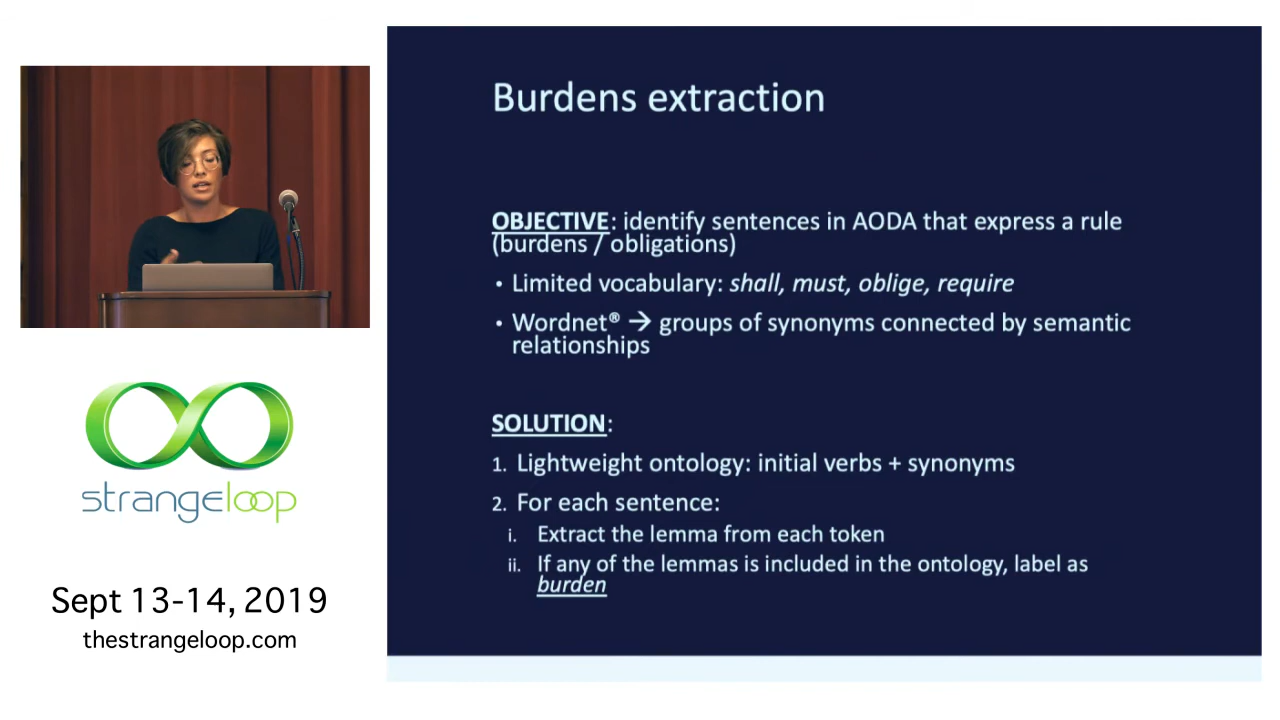 Burdens extraction
OBJECTIVE: identify sentences in AODA that express a rule
(burdens / obligations)
• Limited vocabulary: shall, must, oblige, require
• Wordnet® → groups of synonyms connected by semantic
relationships
SOLUTION:
1. Lightweight ontology: initial verbs + synonyms
2. For each sentence:
i. Extract the lemma from each token
ii. If any of the lemmas is included in the ontology, label as
burden
strangeloop
Sept 13-14, 2019
thestrangeloop.com